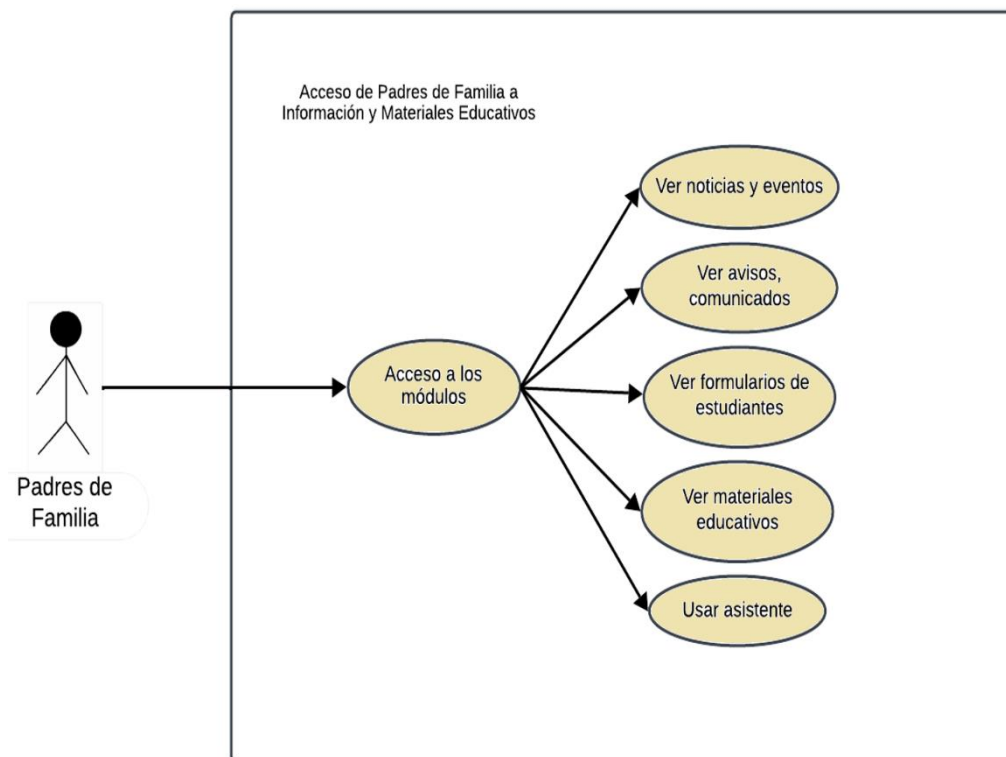 Acceso de Padres de Familia a
Información y Materiales Educativos
Ver noticias y eventos
Ver avisos,
comunicados
Acceso a los
módulos
Ver formularios de
estudiantes
Padres de
Familia
Ver materiales
educativos
Usar asistente